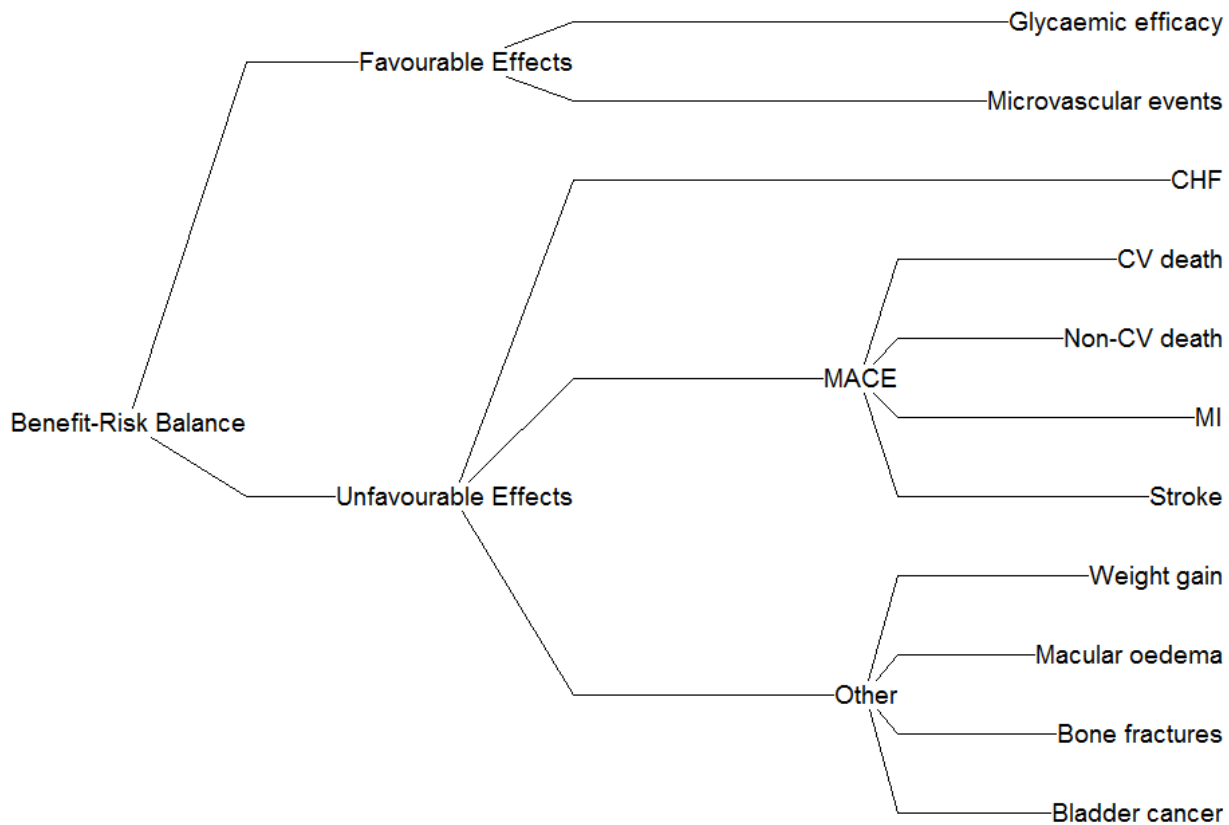 Glycaemic efficacy
Favourable Effects
Microvascular events
CHF
CV death
Non-CV death
MACE
MI
Benefit-Risk Balance
Stroke
Unfavourable Effects
Weight gain
Macular oedema
Other
Bone fractures
Bladder cancer